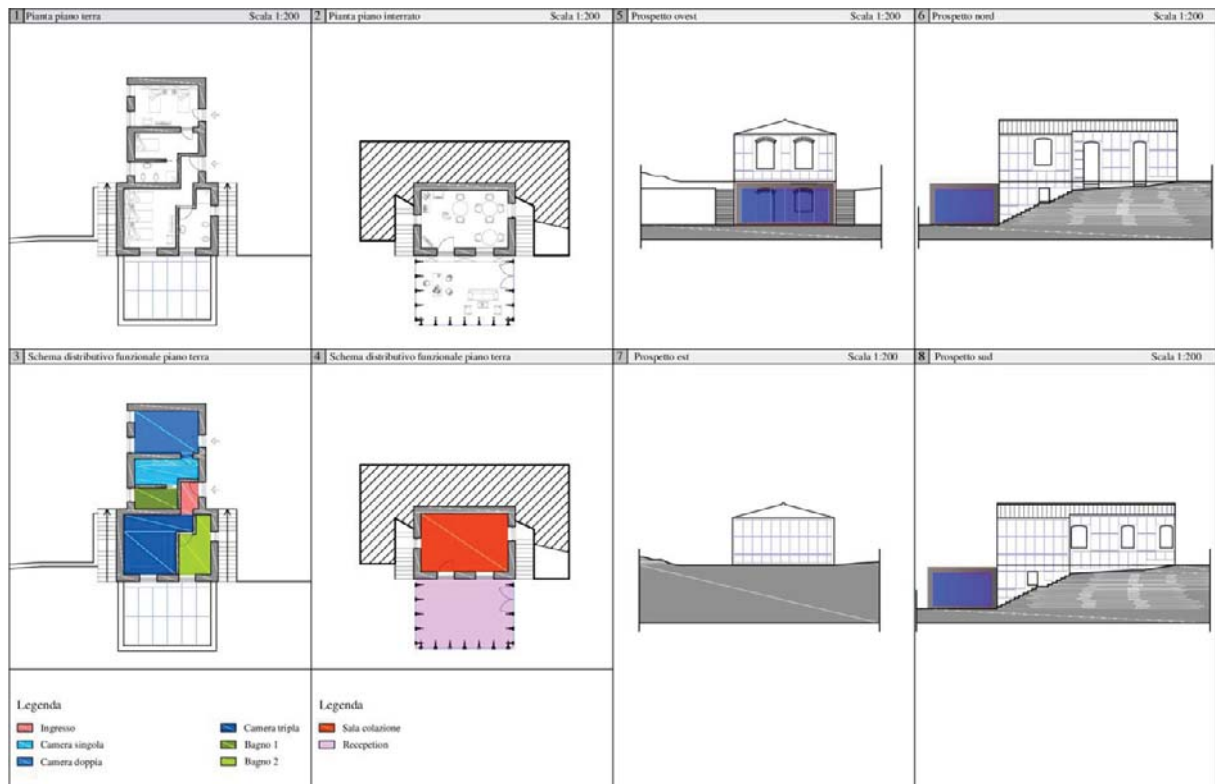 1 Pianta piano terra Scala 1:200
2 Pianta piano interrato Scala 1:200
5 Prospetto ovest Scala 1:200
6 Prospetto nord Scala 1:200
3 Schema distributivo funzionale piano terra
4 Schema distributivo funzionale piano terra
7 Prospetto est Scala 1:200
8 Prospetto sud Scala 1:200
Legenda
Ingresso
Camera singola
Camera doppia
Camera tripla
Bagno 1
Bagno 2
Legenda
Sala colazione
Recepetion